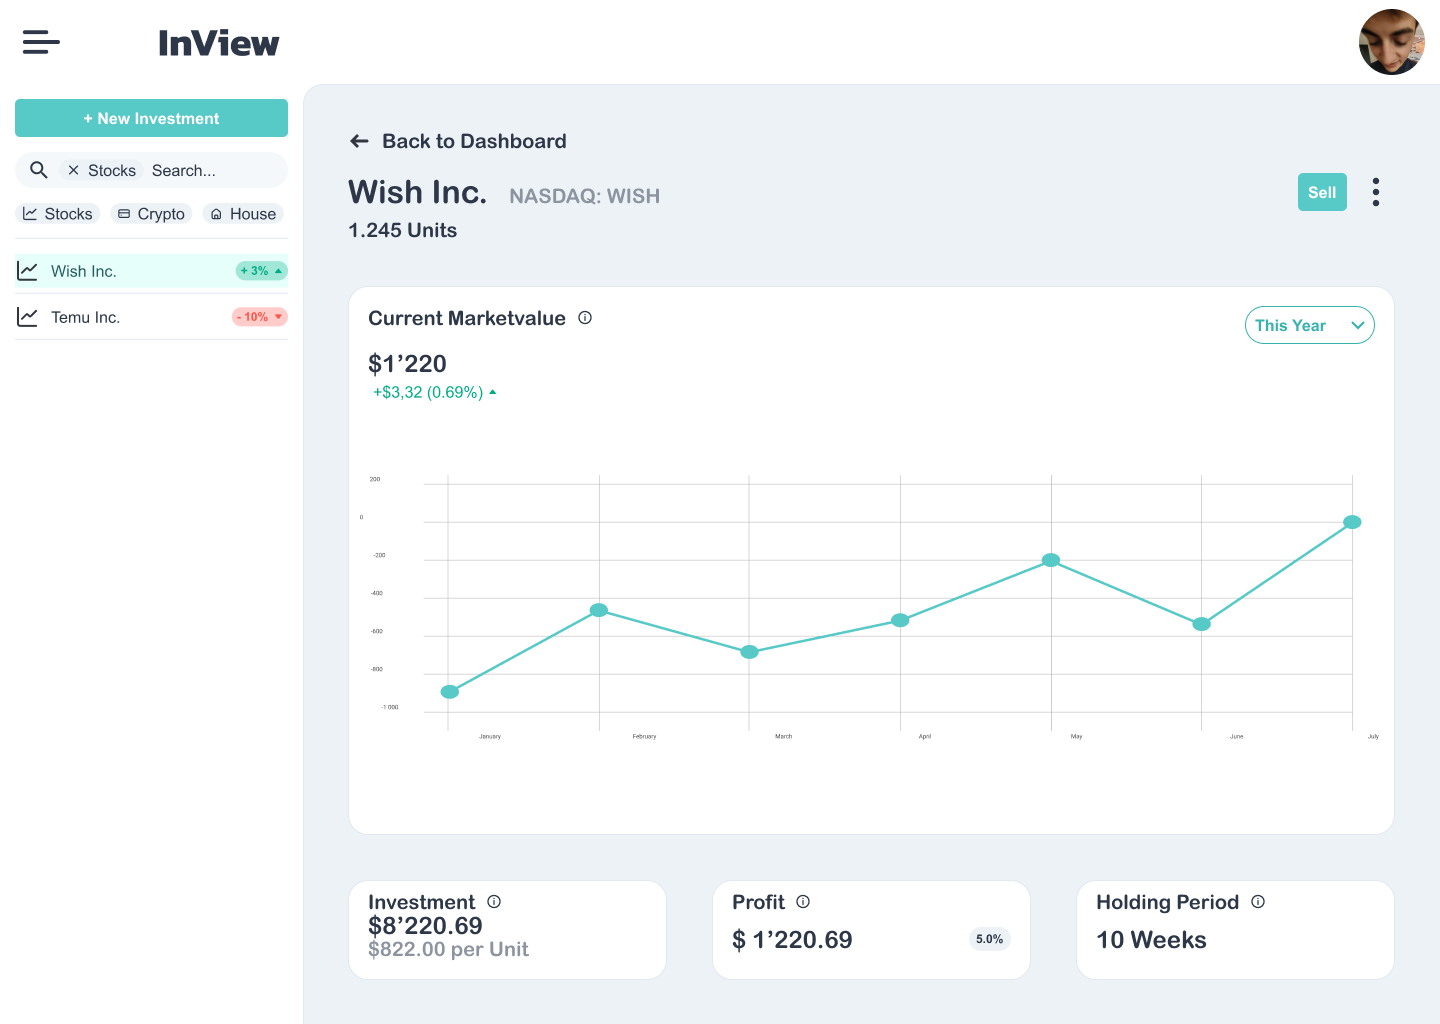 InView
+ New Investment
Stocks Search...
Stocks Crypto House
Wish Inc. + 3%
Temu Inc. - 10%
Back to Dashboard
Wish Inc. NASDAQ: WISH
Sell
1.245 Units
Current Marketvalue
This Year
$1’220
+$3,32 (0.69%)
200
0
-200
-400
-600
-800
-1 000
January February March April May June July
Investment
$8’220.69
$822.00 per Unit
Profit
$ 1’220.69 5.0%
Holding Period
10 Weeks